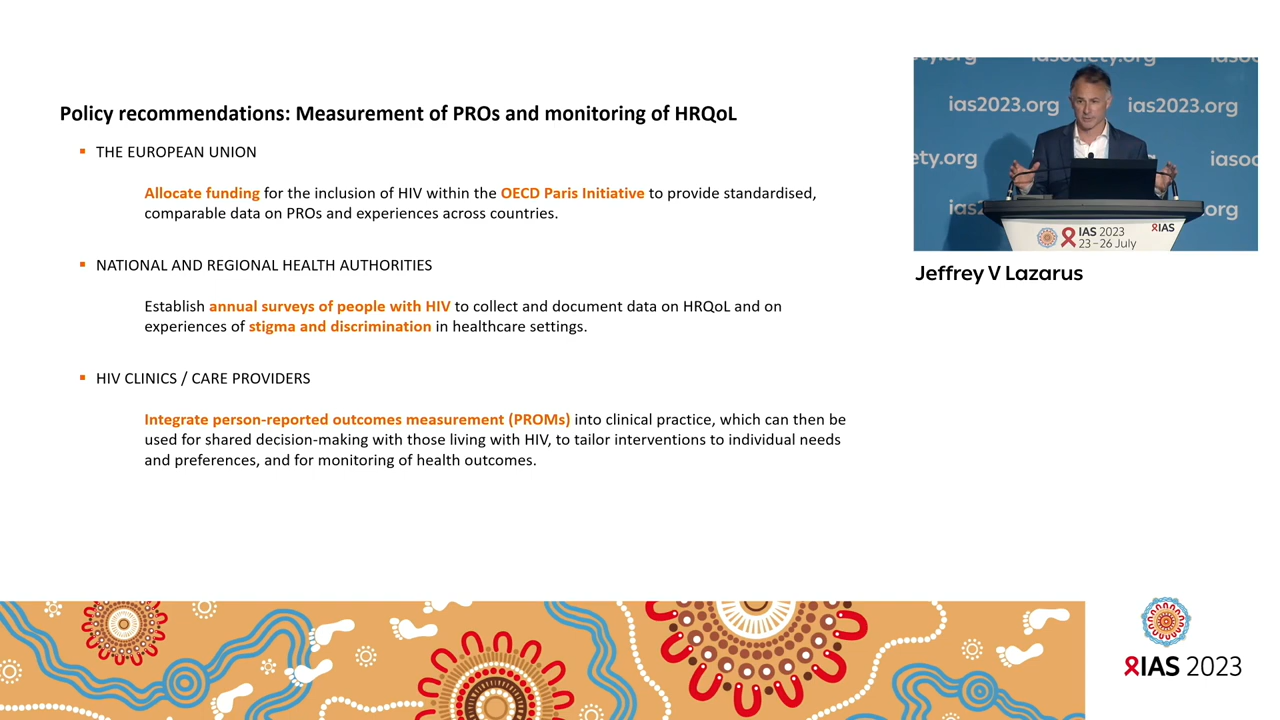 Policy recommendations: Measurement of PROs and monitoring of HRQoL
▪ THE EUROPEAN UNION
Allocate funding for the inclusion of HIV within the OECD Paris Initiative to provide standardised,
comparable data on PROs and experiences across countries.
▪ NATIONAL AND REGIONAL HEALTH AUTHORITIES
Establish annual surveys of people with HIV to collect and document data on HRQoL and on
experiences of stigma and discrimination in healthcare settings.
▪ HIV CLINICS / CARE PROVIDERS
Integrate person-reported outcomes measurement (PROMs) into clinical practice, which can then be
used for shared decision-making with those living with HIV, to tailor interventions to individual needs
and preferences, and for monitoring of health outcomes.
iasociety.org
ias2023.org
ias2023.org
ety.org
iasoc
ias
.org
IAS 2023
23–26 July
IAS
Jeffrey V Lazarus
IAS 2023